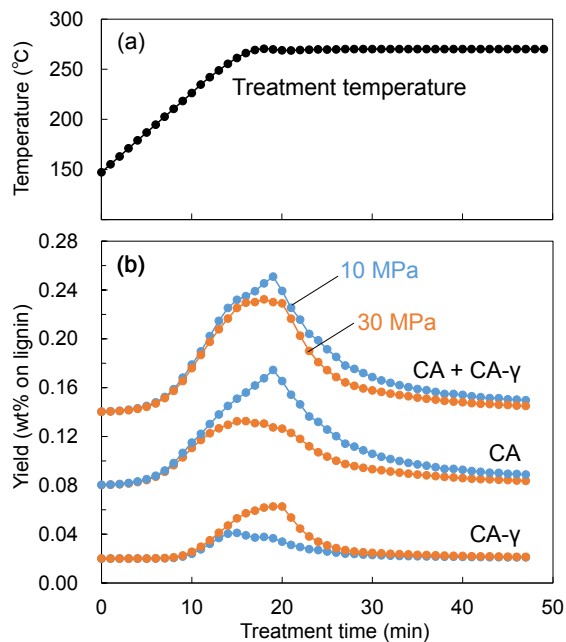 (a)
300
250
200
150
Temperature (℃)
Treatment temperature
(b)
0.28
0.24
0.20
0.16
0.12
0.08
0.04
0.00
Yield (wt% on lignin)
10 MPa
30 MPa
CA + CA-γ
CA
CA-γ
0
10
20
30
40
50
Treatment time (min)